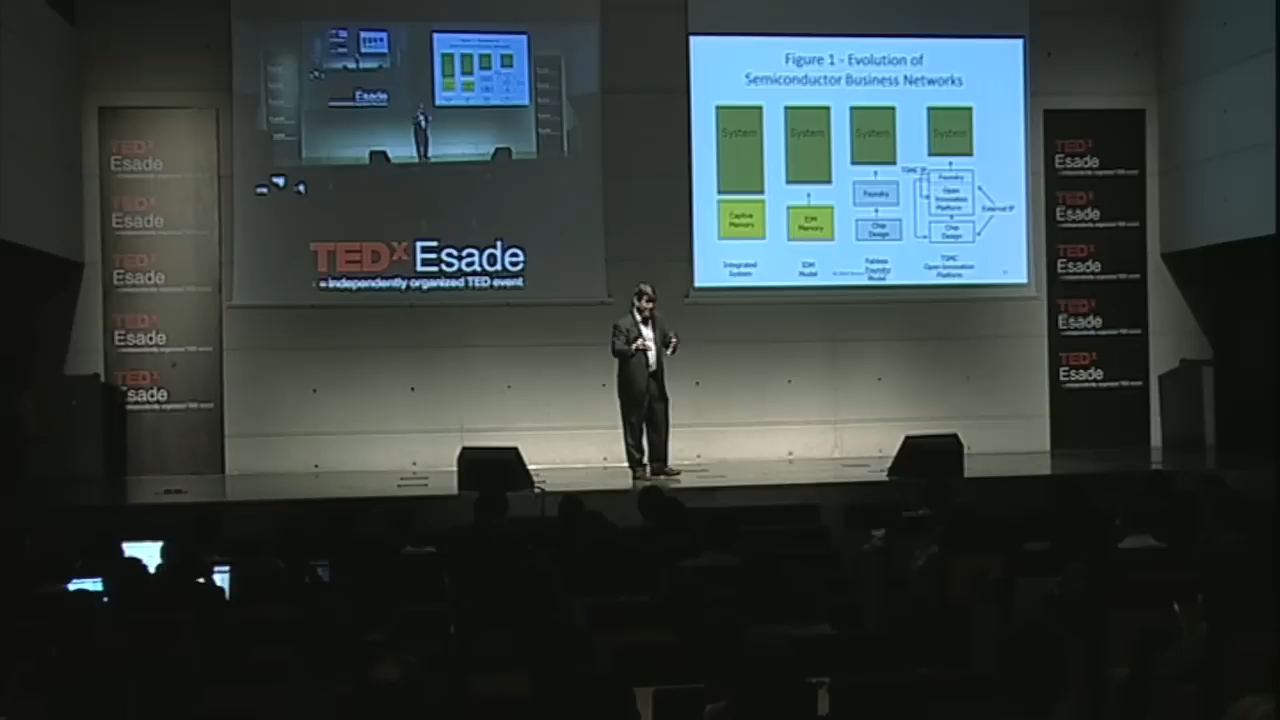 TEDx
Esade
TEDx
Esade
TEDx
Esade
TEDx
Esade
TEDx
Esade
Esade
TEDxEsade
= independently organized TED event
Figure 1 - Evolution of
Semiconductor Business Networks
System
System
System
System
Captive
Memory
IDM
Memory
Foundry
Chip
Design
TSMC IP
Foundry
Open
Innovation
Platform
Chip
Design
External IP
Integrated
System
IDM
Model
Fabless
Foundry
Model
TSMC
Open Innovation
Platform
TEDx
Esade
TEDx
Esade
TEDx
Esade
TEDx
Esade
TEDx
Esade